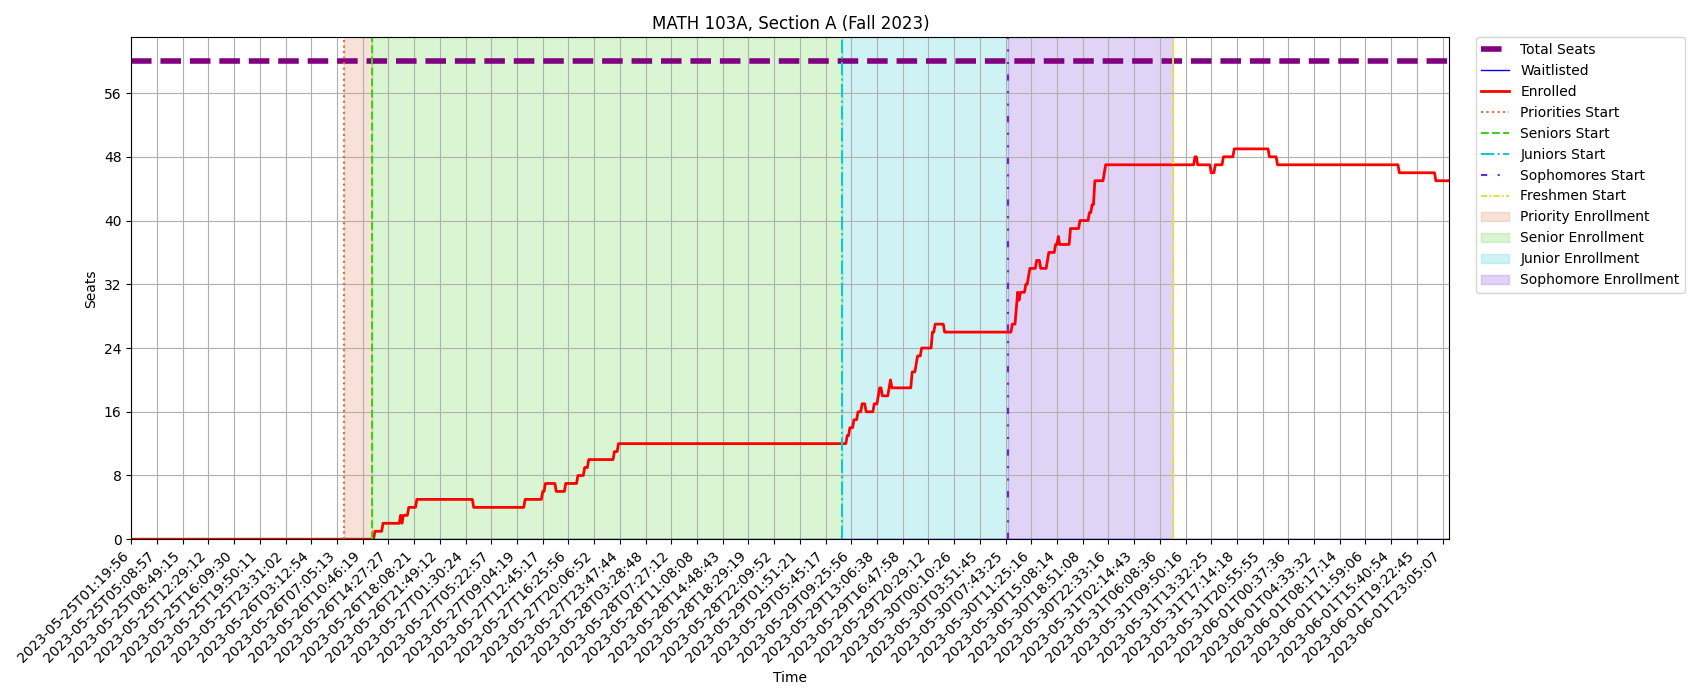 MATH 103A, Section A (Fall 2023)
Total Seats
Waitlisted
Enrolled
Priorities Start
Seniors Start
Juniors Start
Sophomores Start
Freshmen Start
Priority Enrollment
Senior Enrollment
Junior Enrollment
Sophomore Enrollment
Seats
56
48
40
32
24
16
8
0
2023-05-25T01:19:56
2023-05-25T05:08:57
2023-05-25T08:49:15
2023-05-25T12:29:12
2023-05-25T16:09:30
2023-05-25T19:50:11
2023-05-25T23:31:02
2023-05-26T03:12:54
2023-05-26T07:05:13
2023-05-26T10:46:19
2023-05-26T14:27:27
2023-05-26T18:08:21
2023-05-26T21:49:12
2023-05-27T01:30:24
2023-05-27T05:22:57
2023-05-27T09:04:19
2023-05-27T12:45:17
2023-05-27T16:25:56
2023-05-27T20:06:52
2023-05-27T23:47:44
2023-05-28T03:28:48
2023-05-28T07:27:12
2023-05-28T11:08:08
2023-05-28T14:48:43
2023-05-28T18:29:19
2023-05-28T22:09:52
2023-05-29T01:51:21
2023-05-29T05:45:17
2023-05-29T09:25:56
2023-05-29T13:06:38
2023-05-29T16:47:58
2023-05-29T20:29:12
2023-05-30T00:10:26
2023-05-30T03:51:45
2023-05-30T07:43:25
2023-05-30T11:25:16
2023-05-30T15:08:14
2023-05-30T18:51:08
2023-05-30T22:33:16
2023-05-31T02:14:43
2023-05-31T06:08:36
2023-05-31T09:50:16
2023-05-31T13:32:25
2023-05-31T17:14:18
2023-05-31T20:55:55
2023-06-01T00:37:36
2023-06-01T04:33:32
2023-06-01T08:17:14
2023-06-01T11:59:06
2023-06-01T15:40:54
2023-06-01T19:22:45
2023-06-01T23:05:07
Time